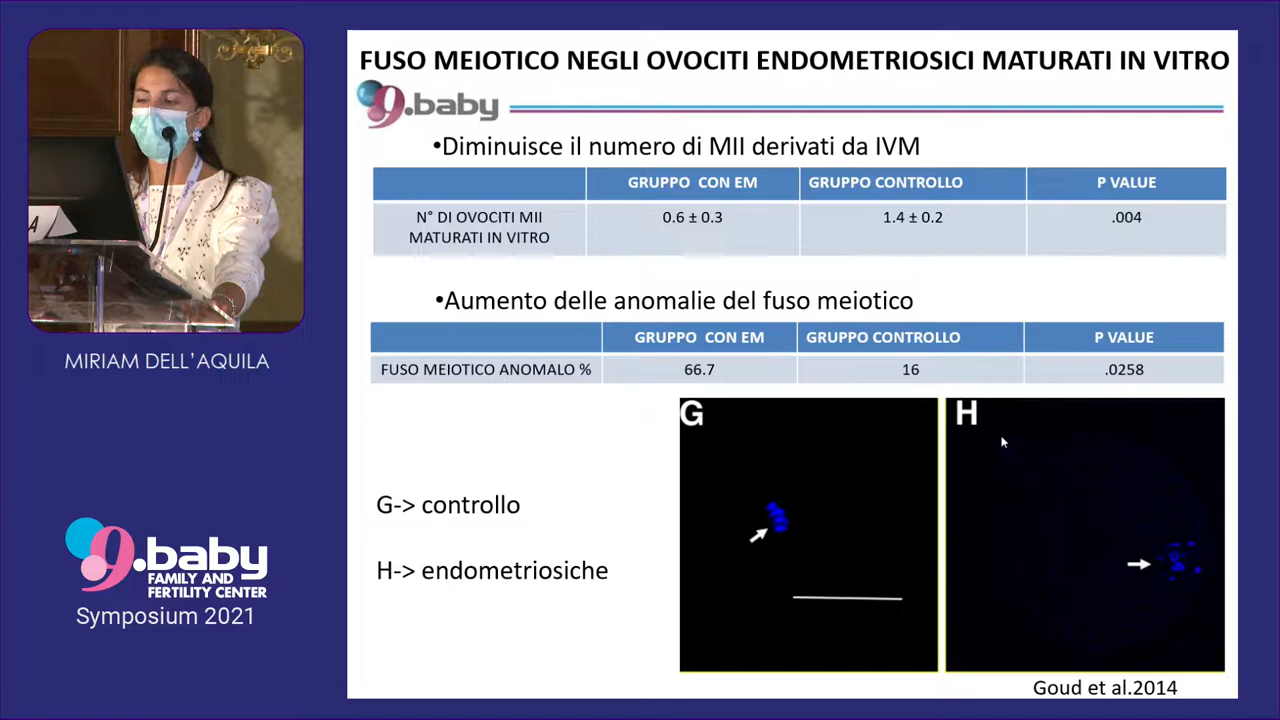 FUSO MEIOTICO NEGLI OVOCITI ENDOMETRIOSICI MATURATI IN VITRO
9.baby
•Diminuisce il numero di MII derivati da IVM
GRUPPO CON EM GRUPPO CONTROLLO P VALUE
N° DI OVOCITI MII
MATURATI IN VITRO
0.6 ± 0.3 1.4 ± 0.2 .004
•Aumento delle anomalie del fuso meiotico
GRUPPO CON EM GRUPPO CONTROLLO P VALUE
FUSO MEIOTICO ANOMALO % 66.7 16 .0258
G H
G-> controllo
H-> endometriosiche
Goud et al.2014
A
MIRIAM DELL'AQUILA
9.baby
FAMILY AND
FERTILITY CENTER
Symposium 2021